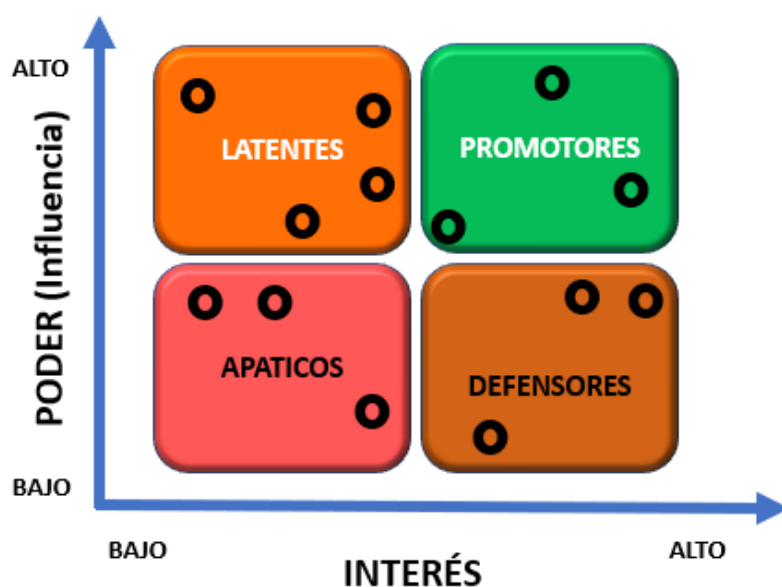 ALTO
PODER (Influencia)
LATENTES
PROMOTORES
APATICOS
DEFENSORES
BAJO
BAJO
ALTO
INTERÉS